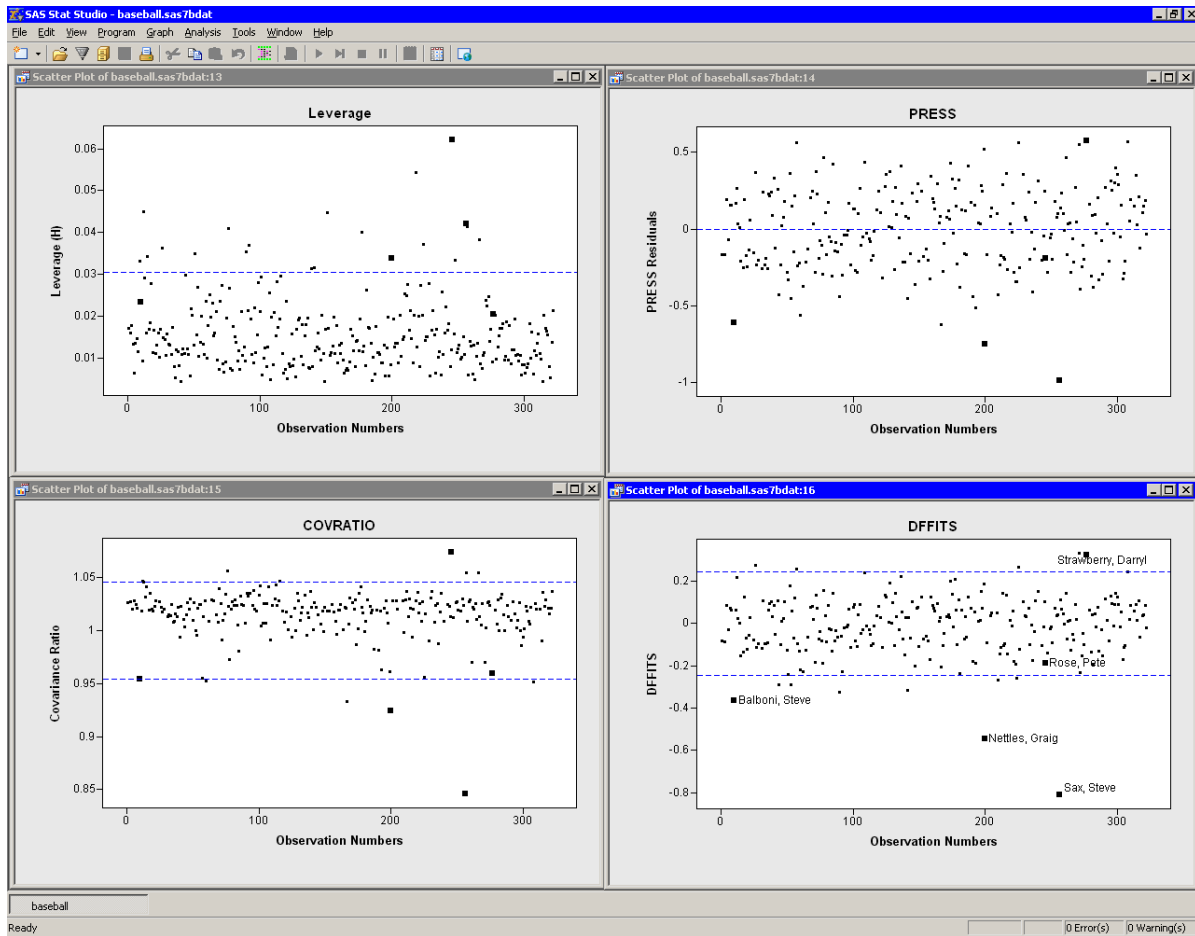 SAS Stat Studio - baseball.sas7bdat
File Edit View Program Graph Analysis Tools Window Help
Scatter Plot of baseball.sas7bdat:13
Leverage
Leverage (H)
0.06
0.05
0.04
0.03
0.02
0.01
0 100 200 300
Observation Numbers
Scatter Plot of baseball.sas7bdat:14
PRESS
PRESS Residuals
0.5
0
-0.5
-1
0 100 200 300
Observation Numbers
Scatter Plot of baseball.sas7bdat:15
COVRATIO
Covariance Ratio
1.05
1
0.95
0.9
0.85
0 100 200 300
Observation Numbers
Scatter Plot of baseball.sas7bdat:16
DFFITS
DFFITS
0.2
0
-0.2
-0.4
-0.6
-0.8
Strawberry, Darryl
Rose, Pete
Balboni, Steve
Nettles, Graig
Sax, Steve
0 100 200 300
Observation Numbers
baseball
Ready
0 Error(s) 0 Warning(s)